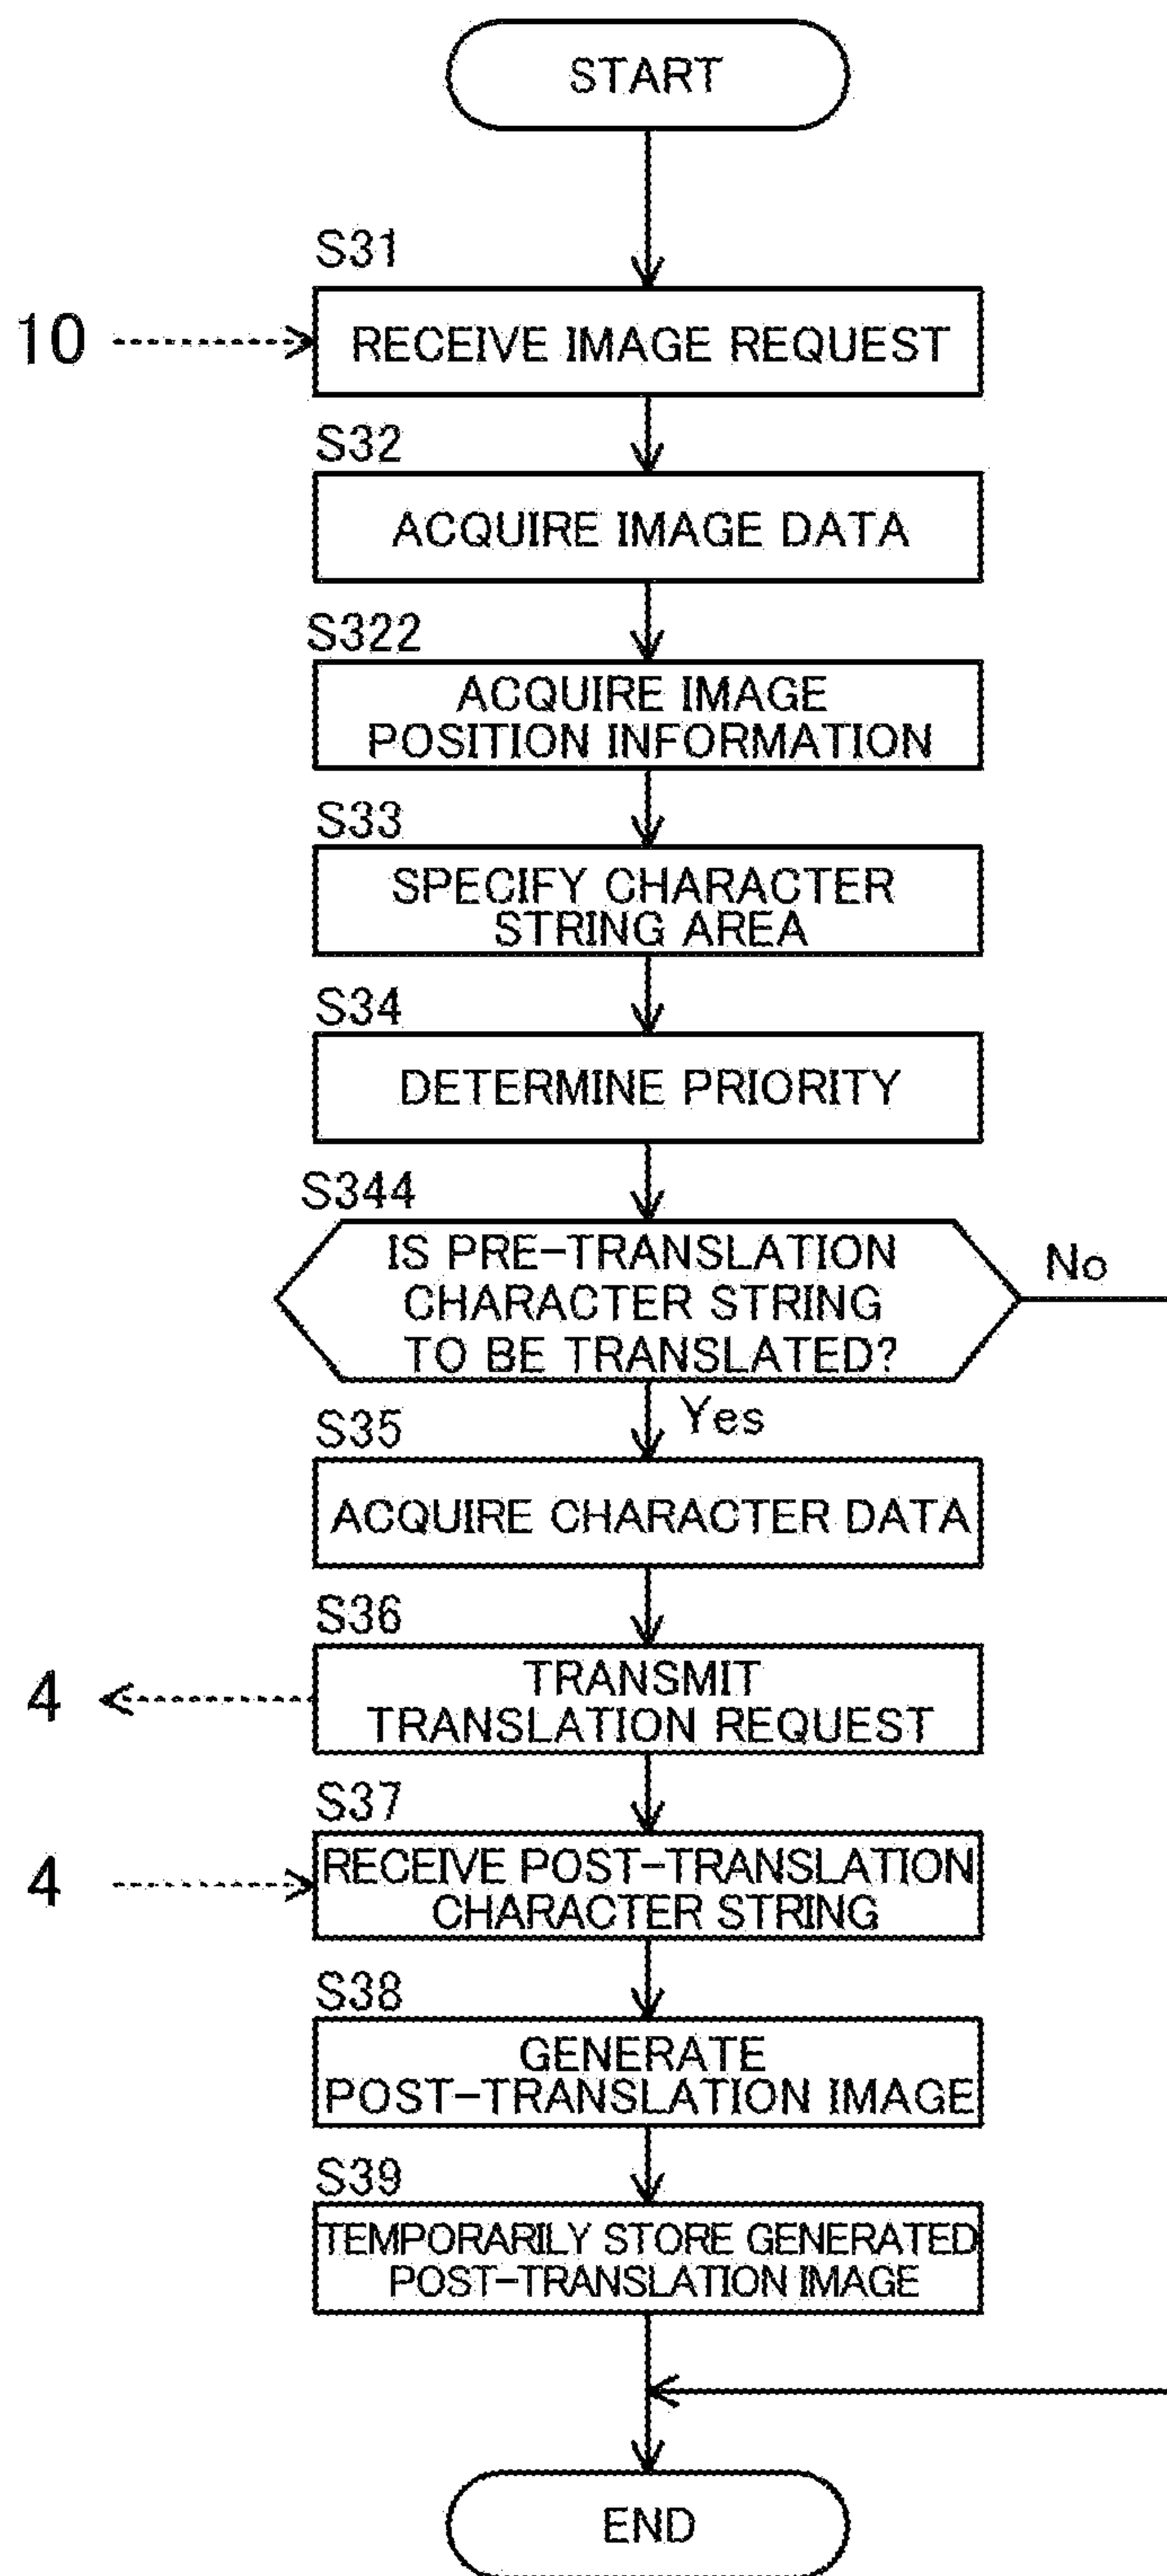 START
S31
10
RECEIVE IMAGE REQUEST
S32
ACQUIRE IMAGE DATA
S322
ACQUIRE IMAGE
POSITION INFORMATION
S33
SPECIFY CHARACTER
STRING AREA
S34
DETERMINE PRIORITY
S344
IS PRE-TRANSLATION
CHARACTER STRING
TO BE TRANSLATED?
No
Yes
S35
ACQUIRE CHARACTER DATA
S36
4
TRANSMIT
TRANSLATION REQUEST
S37
4
RECEIVE POST-TRANSLATION
CHARACTER STRING
S38
GENERATE
POST-TRANSLATION IMAGE
S39
TEMPORARILY STORE GENERATED
POST-TRANSLATION IMAGE
END